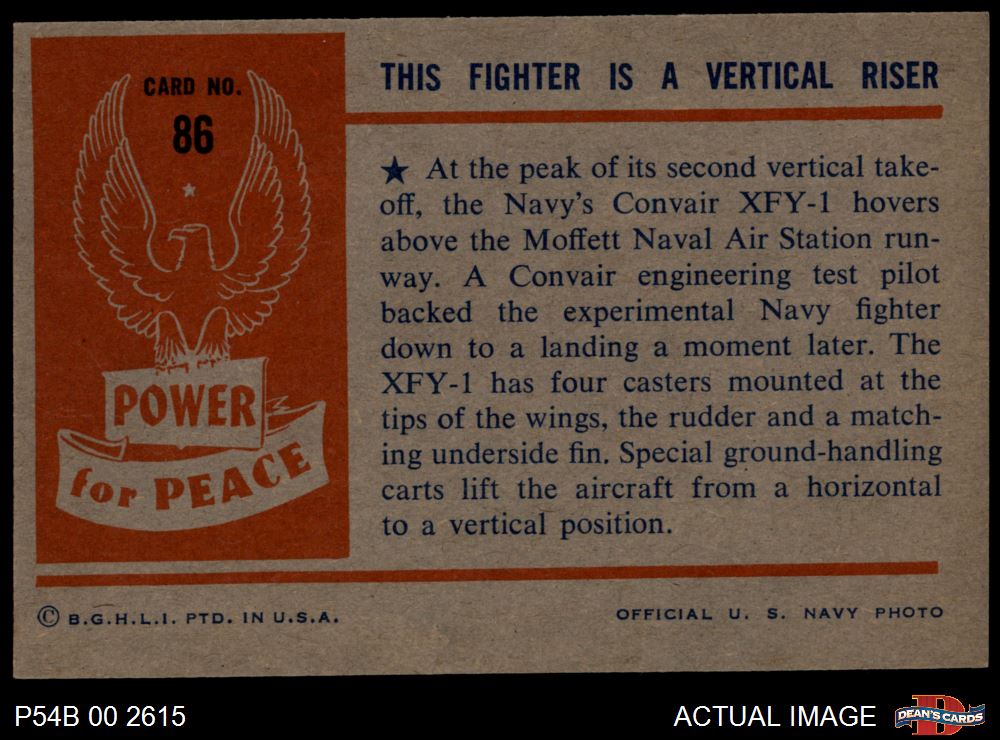 CARD NO.
86
POWER
for PEACE
THIS FIGHTER IS A VERTICAL RISER
★ At the peak of its second vertical take-
off, the Navy's Convair XFY-1 hovers
above the Moffett Naval Air Station run-
way. A Convair engineering test pilot
backed the experimental Navy fighter
down to a landing a moment later. The
XFY-1 has four casters mounted at the
tips of the wings, the rudder and a match-
ing underside fin. Special ground-handling
carts lift the aircraft from a horizontal
to a vertical position.
© B.G.H.L.I. PTD. IN U.S.A.
OFFICIAL U. S. NAVY PHOTO
P54B 00 2615
ACTUAL IMAGE
DEAN'S CARDS